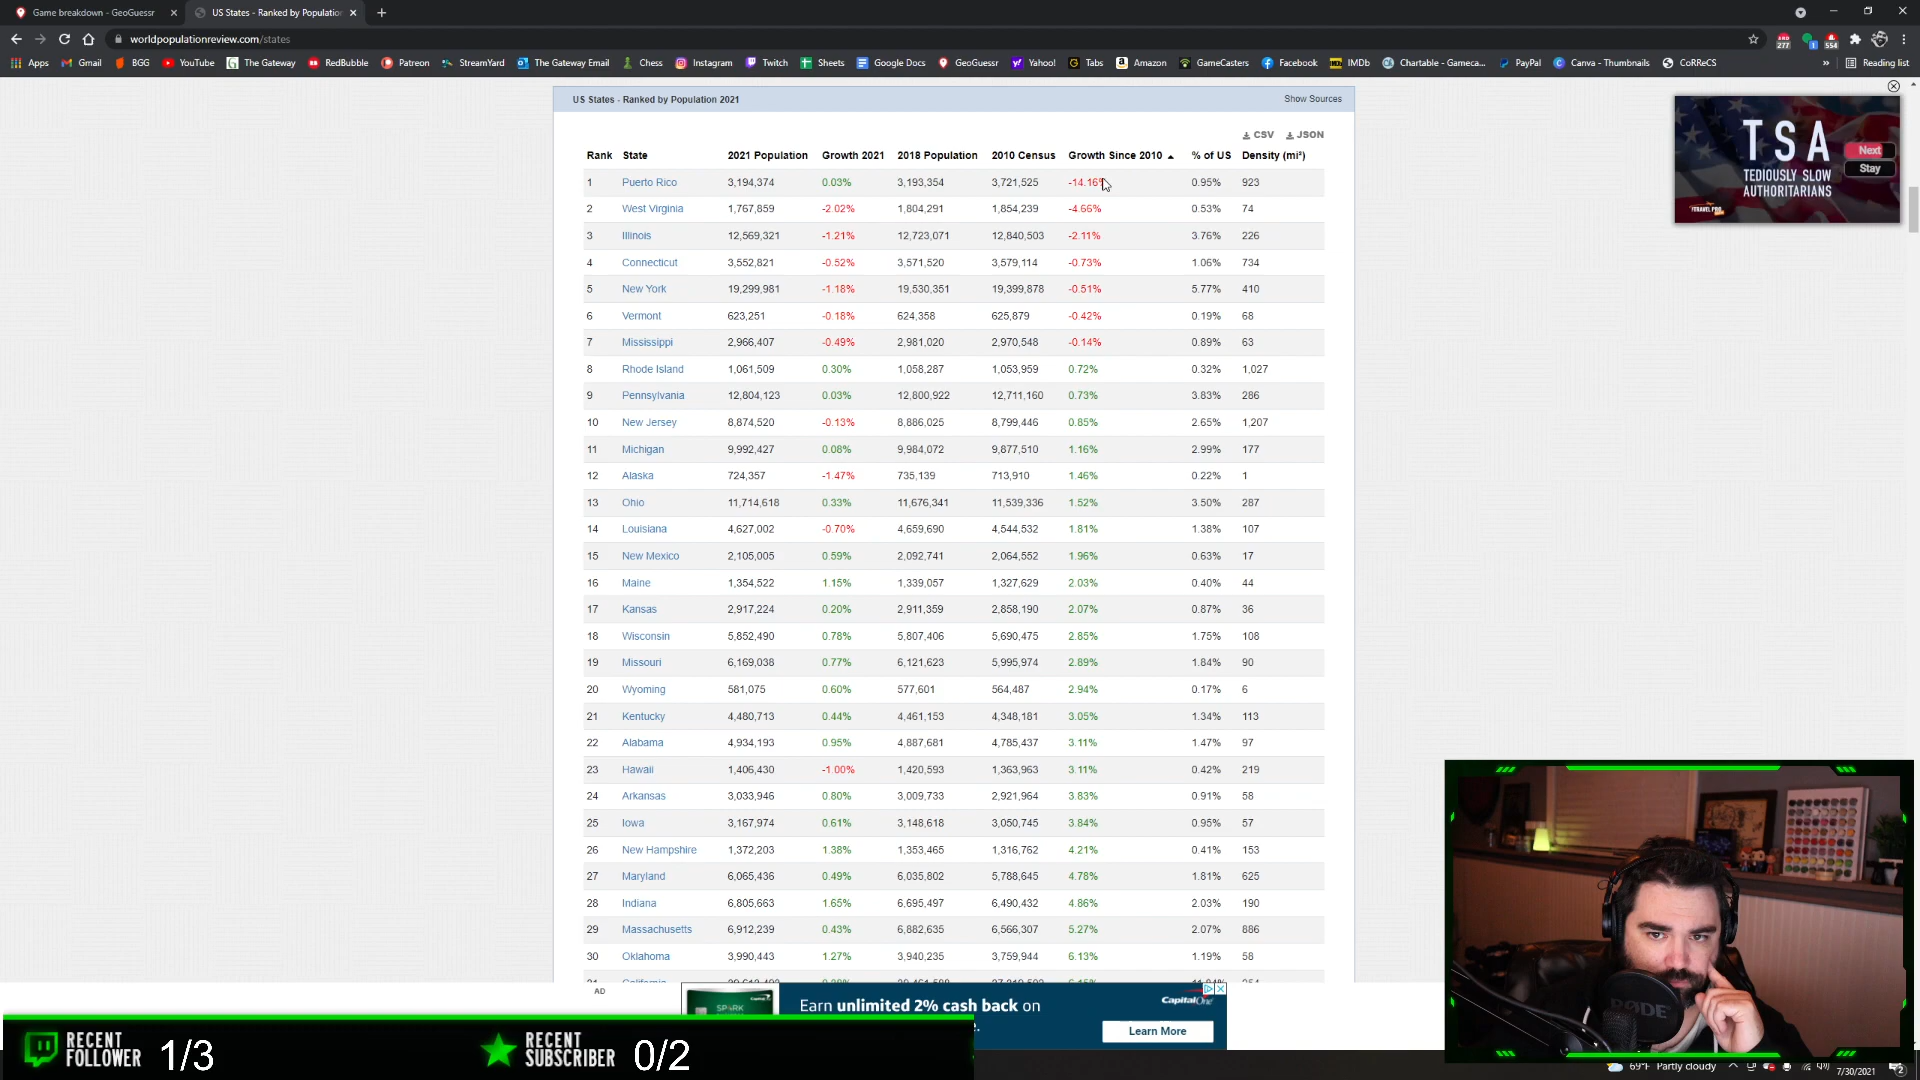 Game breakdown - GeoGuessr
US States - Ranked by Population
worldpopulationreview.com/states
Apps Gmail BGG YouTube The Gateway RedBubble Patreon StreamYard The Gateway Email Chess Instagram Twitch Sheets Google Docs GeoGuessr Yahoo! Tabs Amazon GameCasters Facebook IMDb Chartable - Gameca... PayPal Canva - Thumbnails CoRReCS » Reading list
US States - Ranked by Population 2021 Show Sources
CSV JSON
Rank State 2021 Population Growth 2021 2018 Population 2010 Census Growth Since 2010 % of US Density (mi²)
1 Puerto Rico 3,194,374 0.03% 3,193,354 3,721,525 -14.16% 0.95% 923
2 West Virginia 1,767,859 -2.02% 1,804,291 1,854,239 -4.66% 0.53% 74
3 Illinois 12,569,321 -1.21% 12,723,071 12,840,503 -2.11% 3.76% 226
4 Connecticut 3,552,821 -0.52% 3,571,520 3,579,114 -0.73% 1.06% 734
5 New York 19,299,981 -1.18% 19,530,351 19,399,878 -0.51% 5.77% 410
6 Vermont 623,251 -0.18% 624,358 625,879 -0.42% 0.19% 68
7 Mississippi 2,966,407 -0.49% 2,981,020 2,970,548 -0.14% 0.89% 63
8 Rhode Island 1,061,509 0.30% 1,058,287 1,053,959 0.72% 0.32% 1,027
9 Pennsylvania 12,804,123 0.03% 12,800,922 12,711,160 0.73% 3.83% 286
10 New Jersey 8,874,520 -0.13% 8,886,025 8,799,446 0.85% 2.65% 1,207
11 Michigan 9,992,427 0.08% 9,984,072 9,877,510 1.16% 2.99% 177
12 Alaska 724,357 -1.47% 735,139 713,910 1.46% 0.22% 1
13 Ohio 11,714,618 0.33% 11,676,341 11,539,336 1.52% 3.50% 287
14 Louisiana 4,627,002 -0.70% 4,659,690 4,544,532 1.81% 1.38% 107
15 New Mexico 2,105,005 0.59% 2,092,741 2,064,552 1.96% 0.63% 17
16 Maine 1,354,522 1.15% 1,339,057 1,327,629 2.03% 0.40% 44
17 Kansas 2,917,224 0.20% 2,911,359 2,858,190 2.07% 0.87% 36
18 Wisconsin 5,852,490 0.78% 5,807,406 5,690,475 2.85% 1.75% 108
19 Missouri 6,169,038 0.77% 6,121,623 5,995,974 2.89% 1.84% 90
20 Wyoming 581,075 0.60% 577,601 564,487 2.94% 0.17% 6
21 Kentucky 4,480,713 0.44% 4,461,153 4,348,181 3.05% 1.34% 113
22 Alabama 4,934,193 0.95% 4,887,681 4,785,437 3.11% 1.47% 97
23 Hawaii 1,406,430 -1.00% 1,420,593 1,363,963 3.11% 0.42% 219
24 Arkansas 3,033,946 0.80% 3,009,733 2,921,964 3.83% 0.91% 58
25 Iowa 3,167,974 0.61% 3,148,618 3,050,745 3.84% 0.95% 57
26 New Hampshire 1,372,203 1.38% 1,353,465 1,316,762 4.21% 0.41% 153
27 Maryland 6,065,436 0.49% 6,035,802 5,788,645 4.78% 1.81% 625
28 Indiana 6,805,663 1.65% 6,695,497 6,490,432 4.86% 2.03% 190
29 Massachusetts 6,912,239 0.43% 6,882,635 6,566,307 5.27% 2.07% 886
30 Oklahoma 3,990,443 1.27% 3,940,235 3,759,944 6.13% 1.19% 58
TSA
TEDIOUSLY SLOW
AUTHORITARIANS
Next
Stay
AD
SPARK
Earn unlimited 2% cash back on
Capital One
Learn More
RECENT FOLLOWER 1/3
RECENT SUBSCRIBER 0/2
RØDE
69°F Partly cloudy
7/30/2021